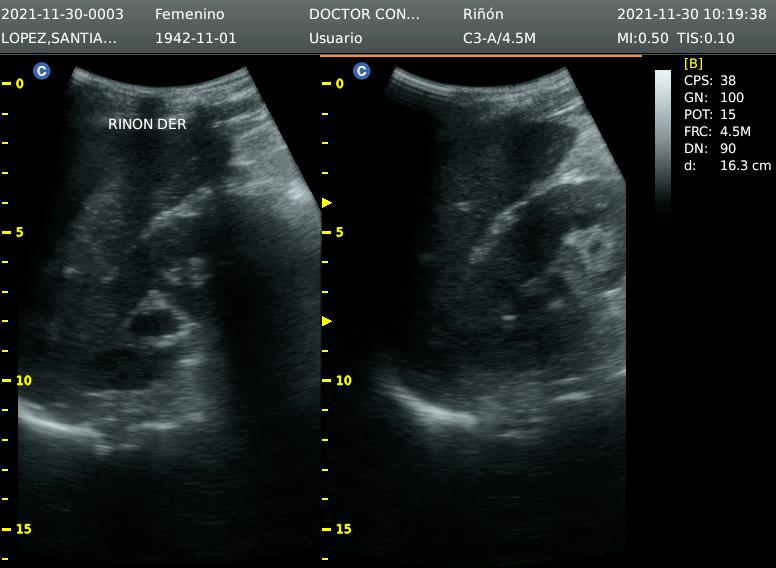 2021-11-30-0003 Femenino DOCTOR CON... Riñón 2021-11-30 10:19:38
LOPEZ,SANTIA... 1942-11-01 Usuario C3-A/4.5M MI:0.50 TIS:0.10
C C [B]
0 0 CPS: 38
GN: 100
POT: 15
RINON DER FRC: 4.5M
DN: 90
d: 16.3 cm
5 5
10 10
15 15